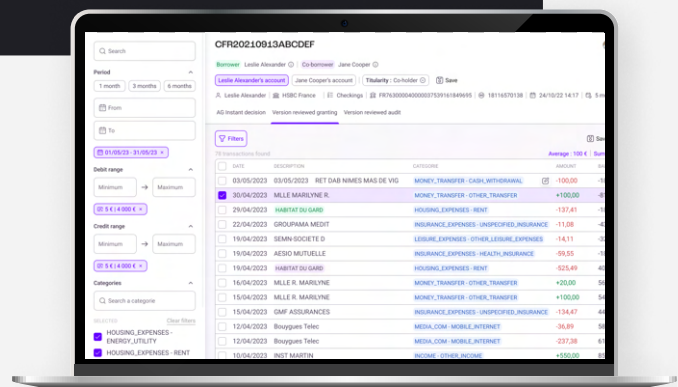 Search
Period
1 month
3 months
6 months
From
To
01/05/23 - 31/05/23 ×
Debit range
Minimum → Maximum
5 € | 4 000 € ×
Credit range
Minimum → Maximum
5 € | 4 000 € ×
Categories
Search a categorie
SELECTED Clear filters
HOUSING_EXPENSES -
ENERGY_UTILITY
HOUSING_EXPENSES - RENT
CFR20210913ABCDEF
Borrower Leslie Alexander Co-borrower Jane Cooper
Leslie Alexander's account Jane Cooper's account Titularity : Co-holder Save
Leslie Alexander HSBC France Checkings FR763000040000037539161849695 18116570138 24/10/22 14:17 5 m
AG Instant decision Version reviewed granting Version reviewed audit
Filters Sav
transactions found Average : 100 € Sum
DATE DESCRIPTION CATEGORIE AMOUNT
03/05/2023 03/05/2023 RET DAB NIMES MAS DE VIG MONEY_TRANSFER - CASH_WITHDRAWAL -100,00
30/04/2023 MLLE MARILYNE R. MONEY_TRANSFER - OTHER_TRANSFER +100,00
29/04/2023 HABITAT DU GARD HOUSING_EXPENSES - RENT -137,41
22/04/2023 GROUPAMA MEDIT INSURANCE_EXPENSES - UNSPECIFIED_INSURANCE -11,08
19/04/2023 SEMN-SOCIETE D LEISURE_EXPENSES - OTHER_LEISURE_EXPENSES -14,11
19/04/2023 AESIO MUTUELLE INSURANCE_EXPENSES - HEALTH_INSURANCE -59,55
19/04/2023 HABITAT DU GARD HOUSING_EXPENSES - RENT -525,49
16/04/2023 MLLE R. MARILYNE MONEY_TRANSFER - OTHER_TRANSFER +20,00
15/04/2023 MLLE R. MARILYNE MONEY_TRANSFER - OTHER_TRANSFER +100,00
15/04/2023 GMF ASSURANCES INSURANCE_EXPENSES - UNSPECIFIED_INSURANCE -134,47
12/04/2023 Bouygues Telec MEDIA_COM - MOBILE_INTERNET -36,89
12/04/2023 Bouygues Telec MEDIA_COM - MOBILE_INTERNET -237,38
10/04/2023 INST MARTIN INCOME - OTHER_INCOME +550,00